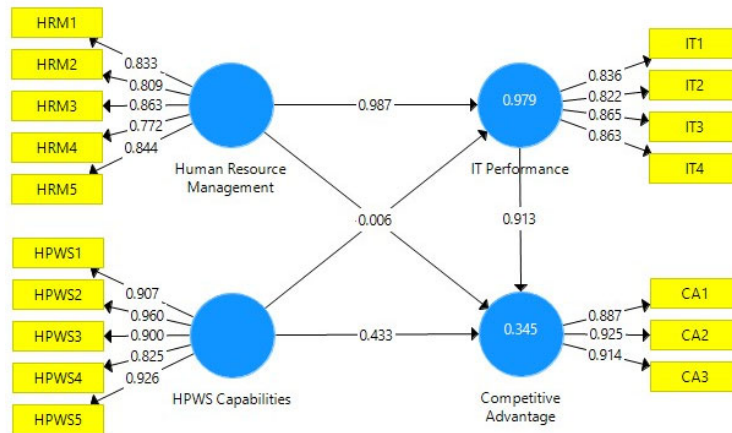 HRM1
HRM2
HRM3
HRM4
HRM5
0.833
0.809
0.863
0.772
0.844
Human Resource
Management
0.987
0.979
IT Performance
0.836
0.822
0.865
0.863
IT1
IT2
IT3
IT4
0.006
0.913
HPWS1
HPWS2
HPWS3
HPWS4
HPWS5
0.907
0.960
0.900
0.825
0.926
HPWS Capabilities
0.433
0.345
Competitive
Advantage
0.887
0.925
0.914
CA1
CA2
CA3